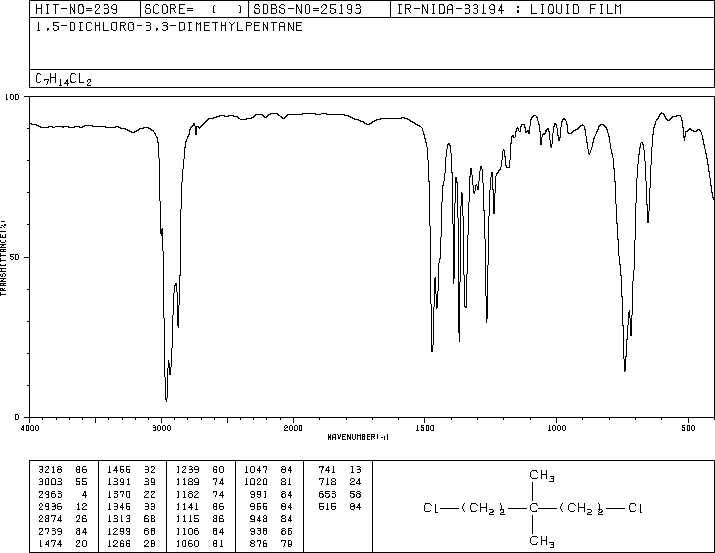 HIT-NO=239 SCORE= ( ) SDBS-NO=25193 IR-NIDA-33194 : LIQUID FILM
1,5-DICHLORO-3,3-DIMETHYLPENTANE
C7H14CL2
100
50
0
TRANSMITTANCE(%)
4000 3000 2000 1500 1000 500
WAVENUMBER(-1)
3218 86 1456 32 1239 60 1047 84 741 13
3003 55 1391 39 1189 74 1020 81 718 24
2963 4 1370 22 1182 74 991 84 653 58
2936 12 1346 33 1141 86 966 84 515 84
2874 26 1313 68 1115 86 948 84
2739 84 1299 68 1106 84 938 86
1474 20 1266 28 1060 81 876 79
CH3
Cl—(CH2)2—C—(CH2)2—Cl
CH3